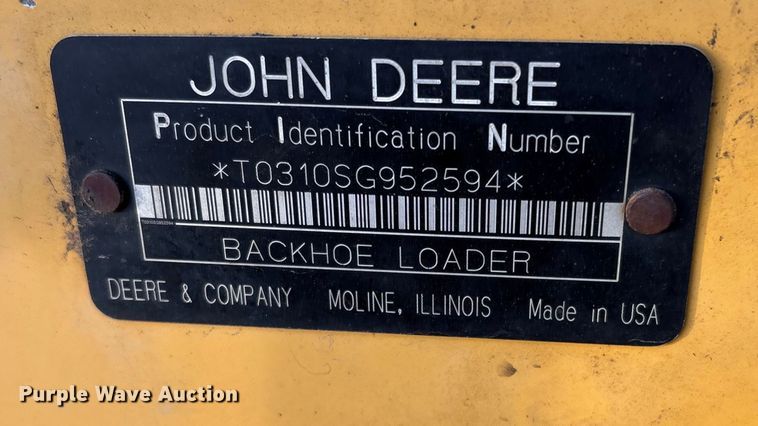 JOHN DEERE
Product Identification Number
*T0310SG952594*
BACKHOE LOADER
DEERE & COMPANY MOLINE, ILLINOIS Made in USA
Purple Wave Auction